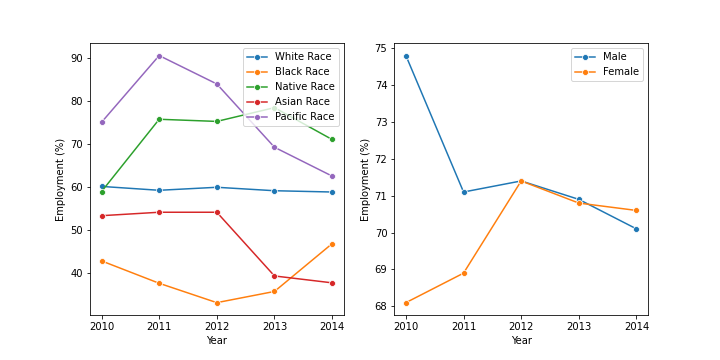 90
80
70
60
50
40
Employment (%)
2010 2011 2012 2013 2014
Year
White Race
Black Race
Native Race
Asian Race
Pacific Race
75
74
73
72
71
70
69
68
Employment (%)
2010 2011 2012 2013 2014
Year
Male
Female